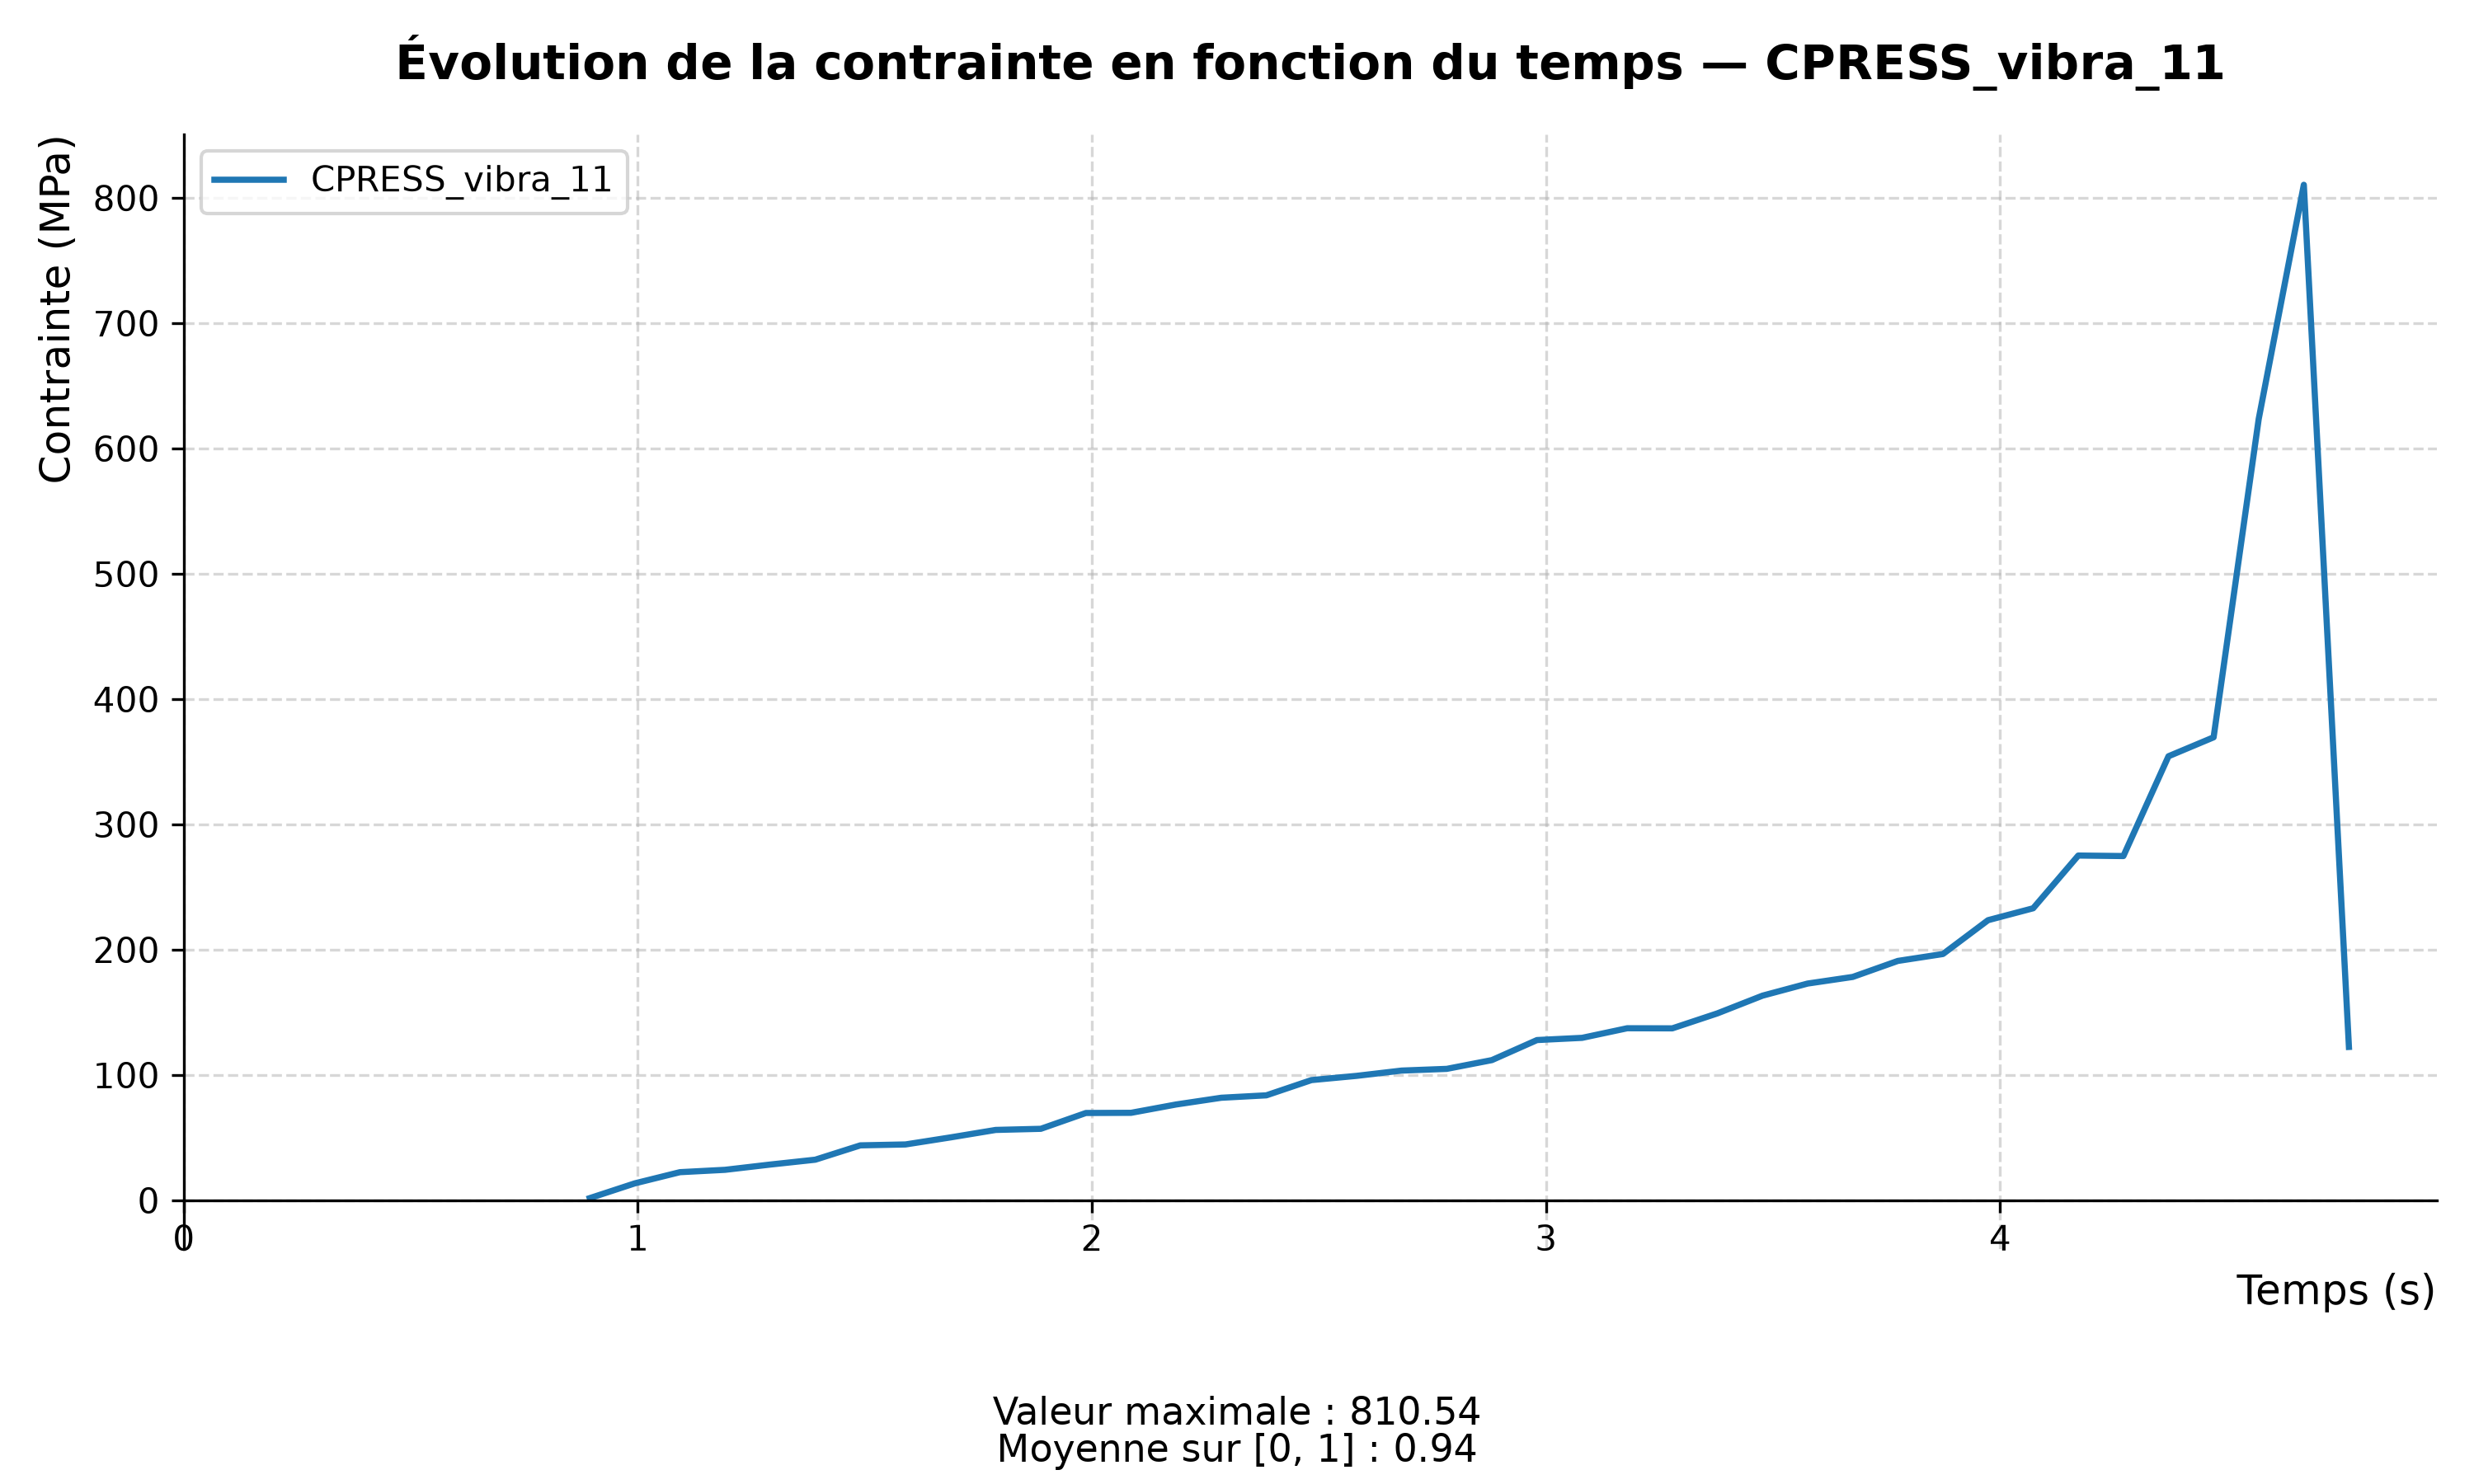 Évolution de la contrainte en fonction du temps — CPRESS_vibra_11
Contrainte (MPa)
CPRESS_vibra_11
800
700
600
500
400
300
200
100
0
0 1 2 3 4
Temps (s)
Valeur maximale : 810.54
Moyenne sur [0, 1] : 0.94